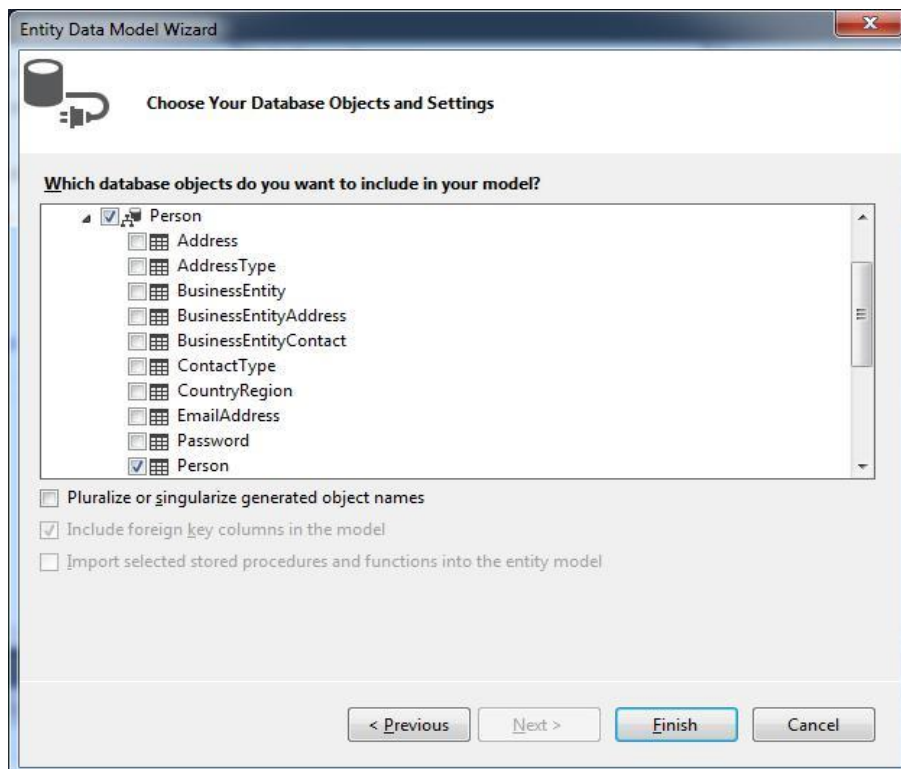 Entity Data Model Wizard
Choose Your Database Objects and Settings
Which database objects do you want to include in your model?
Person
Address
AddressType
BusinessEntity
BusinessEntityAddress
BusinessEntityContact
ContactType
CountryRegion
EmailAddress
Password
Person
Pluralize or singularize generated object names
Include foreign key columns in the model
Import selected stored procedures and functions into the entity model
< Previous Next > Finish Cancel